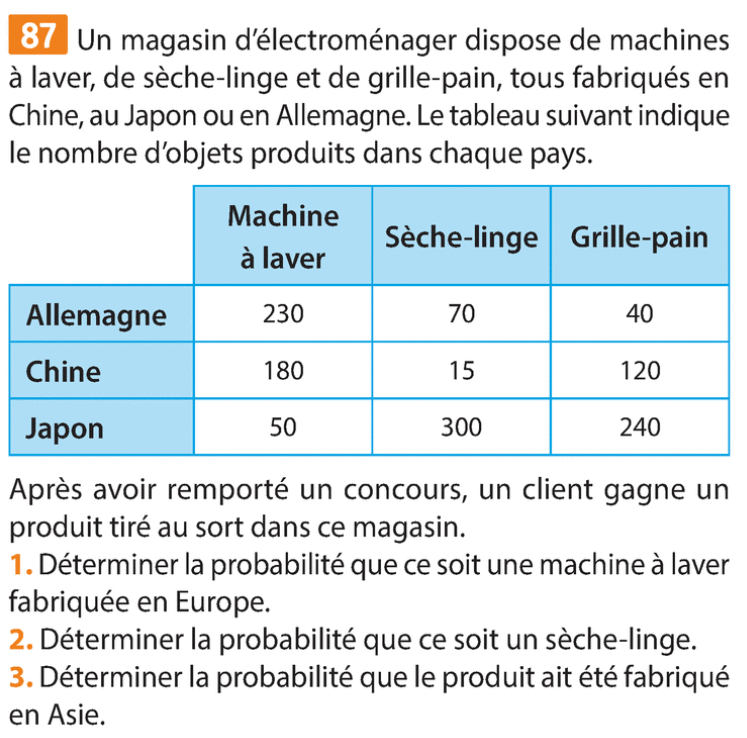 87 Un magasin d'électroménager dispose de machines
à laver, de sèche-linge et de grille-pain, tous fabriqués en
Chine, au Japon ou en Allemagne. Le tableau suivant indique
le nombre d'objets produits dans chaque pays.
Machine à laver Sèche-linge Grille-pain
Allemagne 230 70 40
Chine 180 15 120
Japon 50 300 240
Après avoir remporté un concours, un client gagne un
produit tiré au sort dans ce magasin.
1. Déterminer la probabilité que ce soit une machine à laver
fabriquée en Europe.
2. Déterminer la probabilité que ce soit un sèche-linge.
3. Déterminer la probabilité que le produit ait été fabriqué
en Asie.